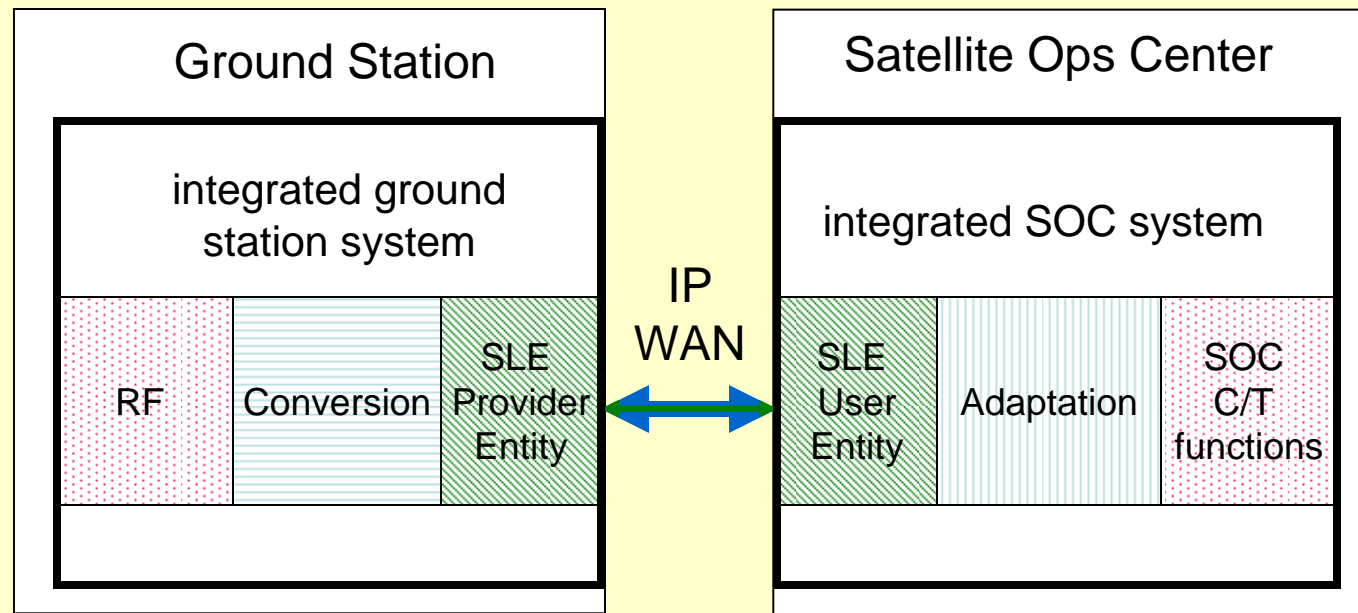 Ground Station
integrated ground
station system
RF
Conversion
SLE
Provider
Entity
IP
WAN
Satellite Ops Center
integrated SOC system
SLE
User
Entity
Adaptation
SOC
C/T
functions